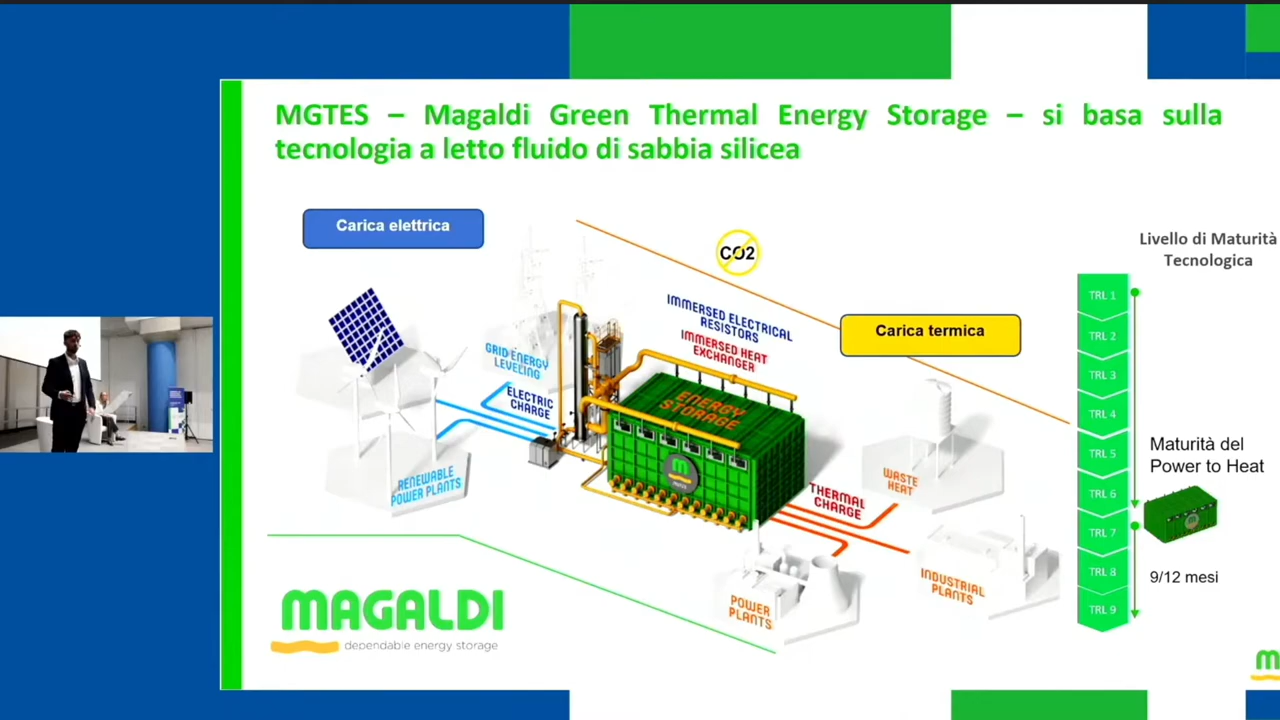 MGTES – Magaldi Green Thermal Energy Storage – si basa sulla
tecnologia a letto fluido di sabbia silicea
Carica elettrica
CO2
Livello di Maturità
Tecnologica
IMMERSED ELECTRICAL
RESISTORS
IMMERSED HEAT
EXCHANGER
Carica termica
GRID ENERGY
LEVELING
ELECTRIC
CHARGE
ENERGY
STORAGE
RENEWABLE
POWER PLANTS
THERMAL
CHARGE
WASTE
HEAT
POWER
PLANTS
INDUSTRIAL
PLANTS
TRL 1
TRL 2
TRL 3
TRL 4
TRL 5
TRL 6
TRL 7
TRL 8
TRL 9
Maturità del
Power to Heat
9/12 mesi
MAGALDI
dependable energy storage